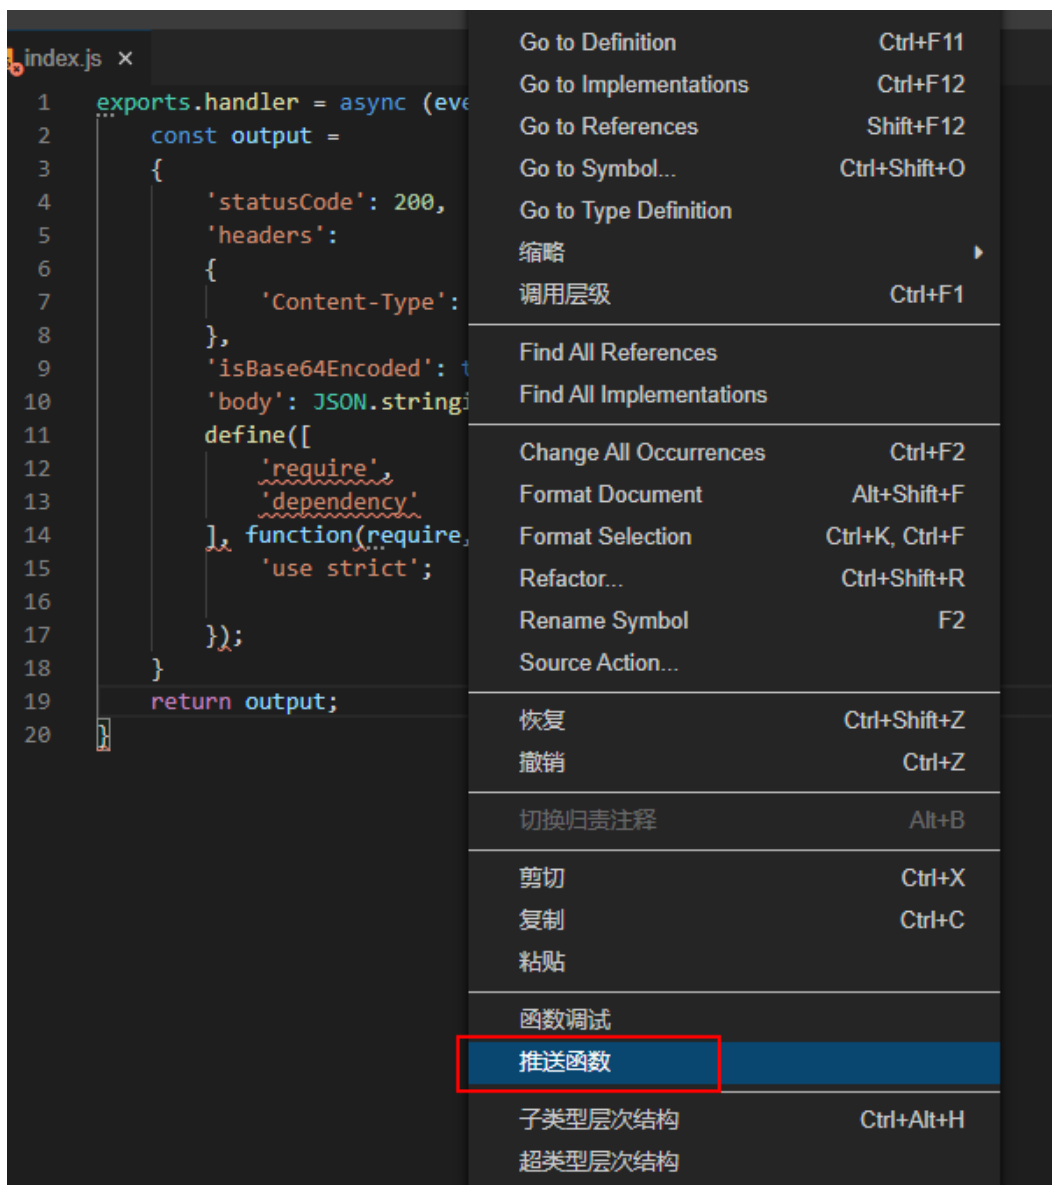 index.js ×
1 exports.handler = async (eve
2 const output =
3 {
4 'statusCode': 200,
5 'headers':
6 {
7 'Content-Type':
8 },
9 'isBase64Encoded': t
10 'body': JSON.stringi
11 define([
12 'require',
13 'dependency'
14 ], function(require,
15 'use strict';
16
17 });
18 }
19 return output;
20 }
Go to Definition Ctrl+F11
Go to Implementations Ctrl+F12
Go to References Shift+F12
Go to Symbol... Ctrl+Shift+O
Go to Type Definition
缩略
调用层级 Ctrl+F1
Find All References
Find All Implementations
Change All Occurrences Ctrl+F2
Format Document Alt+Shift+F
Format Selection Ctrl+K, Ctrl+F
Refactor... Ctrl+Shift+R
Rename Symbol F2
Source Action...
恢复 Ctrl+Shift+Z
撤销 Ctrl+Z
切换归责注释 Alt+B
剪切 Ctrl+X
复制 Ctrl+C
粘贴
函数调试
推送函数
子类型层次结构 Ctrl+Alt+H
超类型层次结构